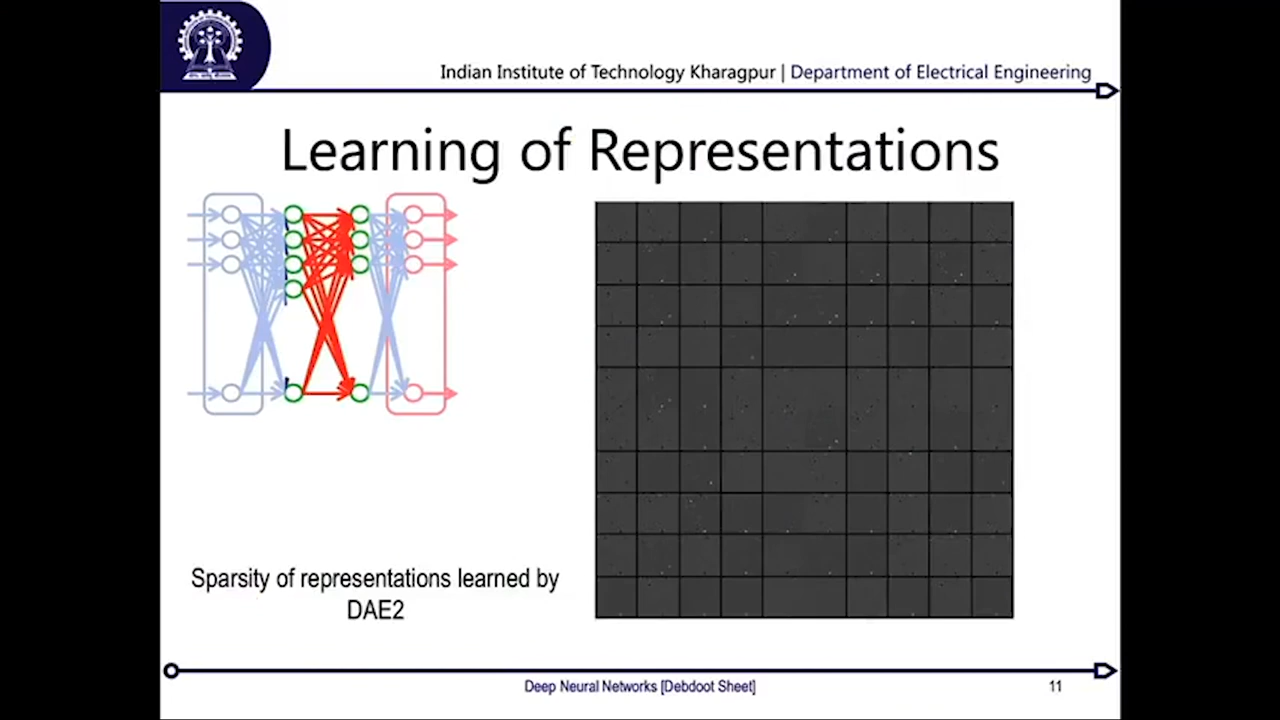 Indian Institute of Technology Kharagpur | Department of Electrical Engineering
Learning of Representations
Sparsity of representations learned by
DAE2
Deep Neural Networks [Debdoot Sheet]
11